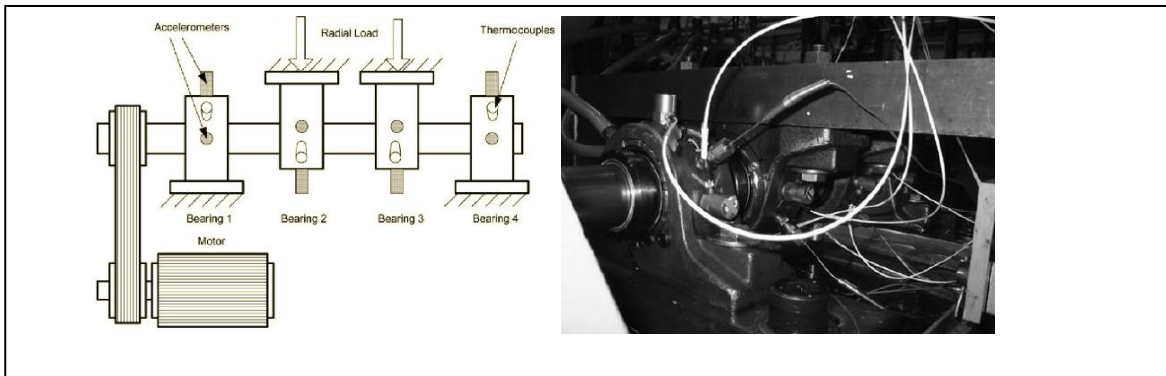 Accelerometers
Radial Load
Thermocouples
Bearing 1
Bearing 2
Bearing 3
Bearing 4
Motor